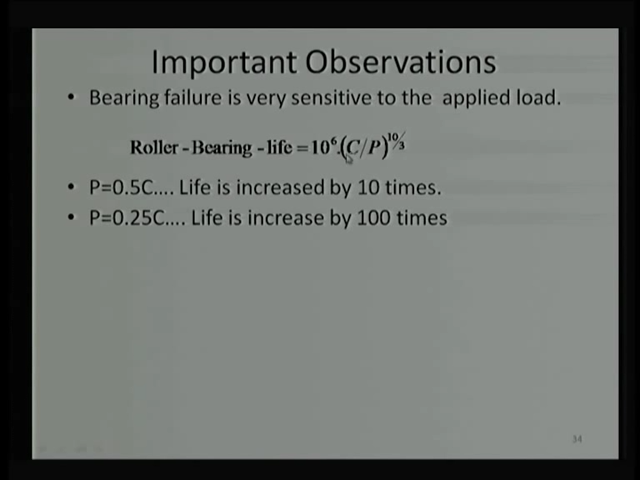 Important Observations
• Bearing failure is very sensitive to the applied load.
Roller - Bearing - life = 10⁶.(C/P)^10/3
• P=0.5C.... Life is increased by 10 times.
• P=0.25C.... Life is increase by 100 times
34